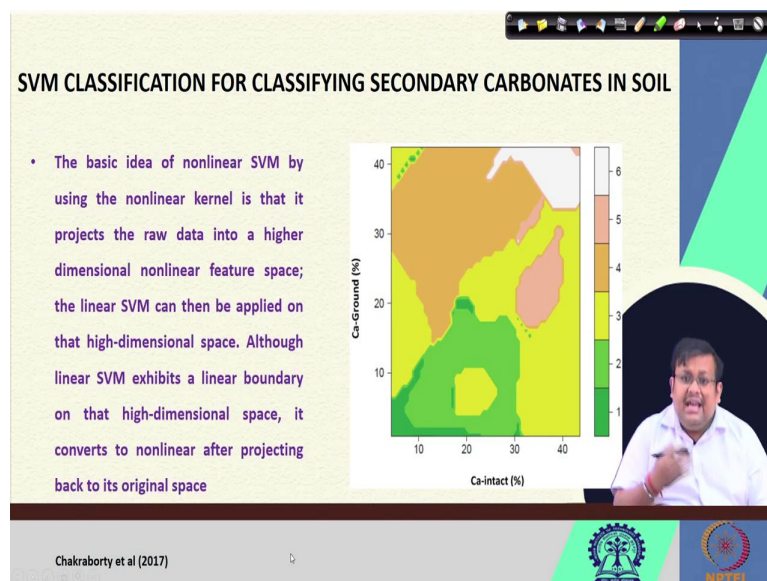 SVM CLASSIFICATION FOR CLASSIFYING SECONDARY CARBONATES IN SOIL
• The basic idea of nonlinear SVM by
using the nonlinear kernel is that it
projects the raw data into a higher
dimensional nonlinear feature space;
the linear SVM can then be applied on
that high-dimensional space. Although
linear SVM exhibits a linear boundary
on that high-dimensional space, it
converts to nonlinear after projecting
back to its original space
Ca-Ground (%)
40
30
20
10
10 20 30 40
Ca-intact (%)
6
5
4
3
2
1
Chakraborty et al (2017)
NPTEL